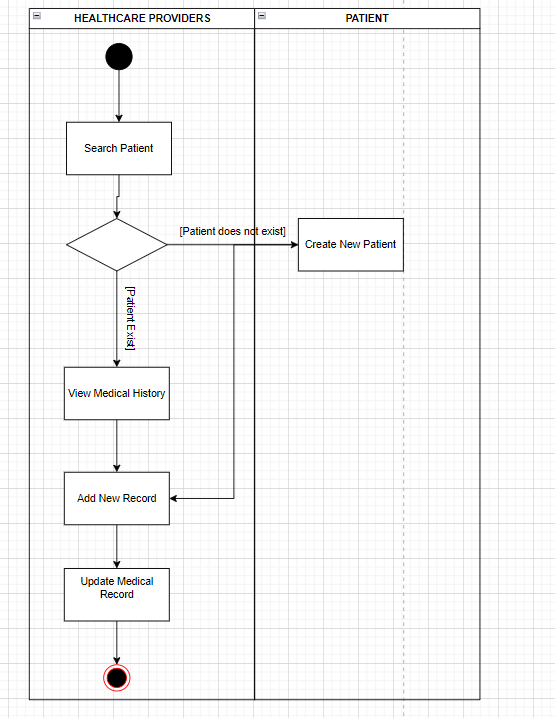 HEALTHCARE PROVIDERS
PATIENT
Search Patient
[Patient does not exist]
Create New Patient
[Patient Exist]
View Medical History
Add New Record
Update Medical
Record